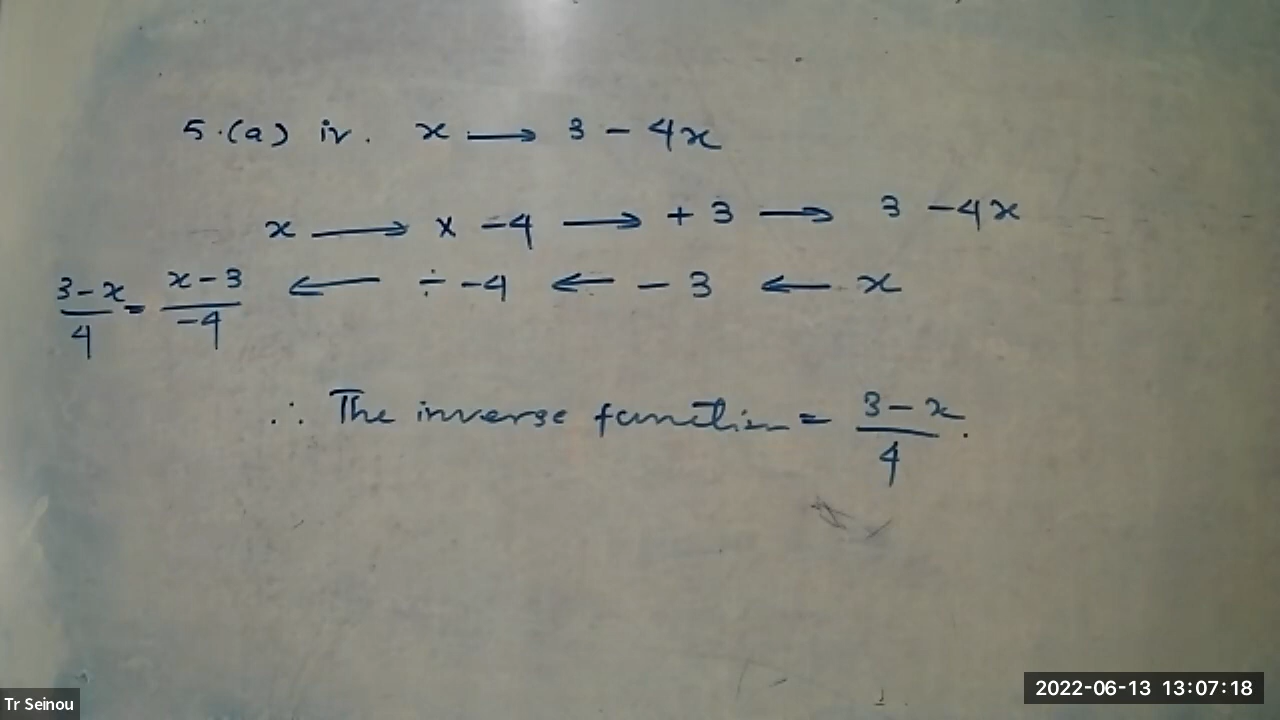 5.(a) iv. x ⟶ 3 − 4x
x ⟶ × −4 ⟶ +3 ⟶ 3 −4x
3−x/4 = x−3/−4 ⟵ ÷ −4 ⟵ −3 ⟵ x
∴ The inverse function = 3−x/4.
Tr Seinou
2022-06-13 13:07:18